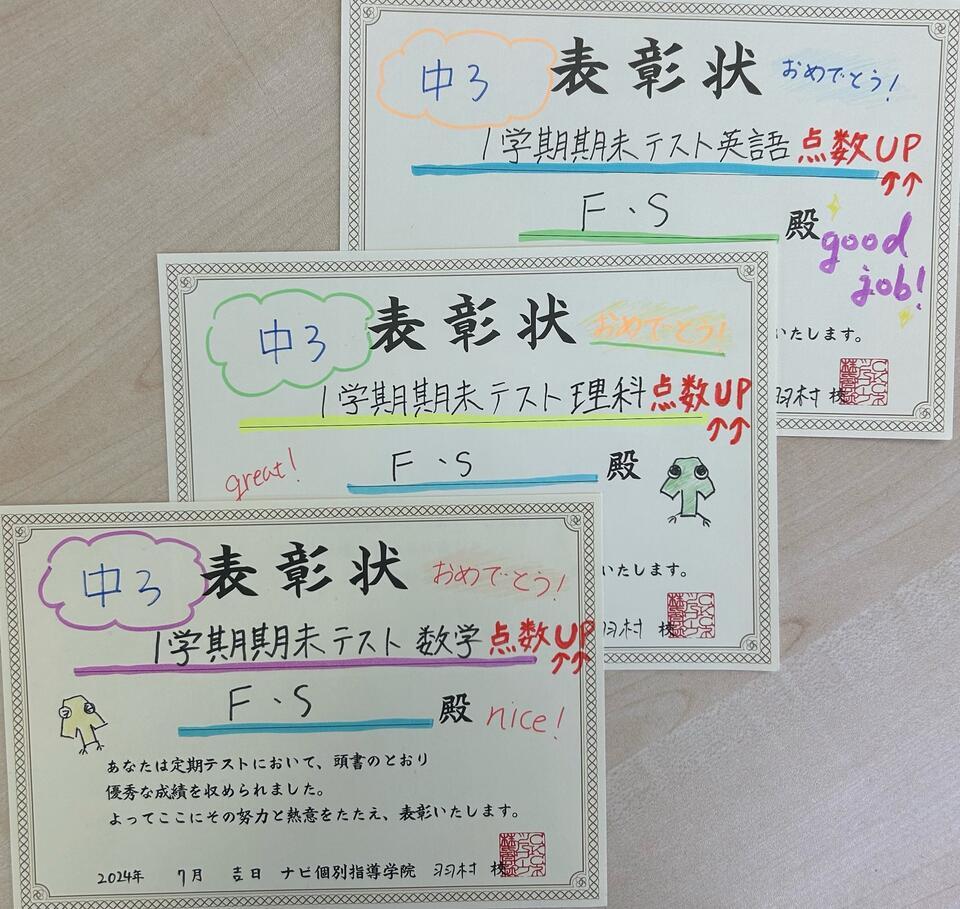 中3 表彰状 おめでとう!
1学期期末テスト英語 点数UP
↑↑
F・S 殿
good
job!
いたします。
羽村 校
中3 表彰状 おめでとう!
1学期期末テスト理科 点数UP
↑↑
great! F・S 殿
いたします。
羽村 校
中3 表彰状 おめでとう!
1学期期末テスト 数学 点数UP
↑↑
F・S 殿 nice!
あなたは定期テストにおいて、頭書のとおり
優秀な成績を収められました。
よってここにその努力と熱意をたたえ、表彰いたします。
2024年 7月 吉日 ナビ個別指導学院 羽村 校